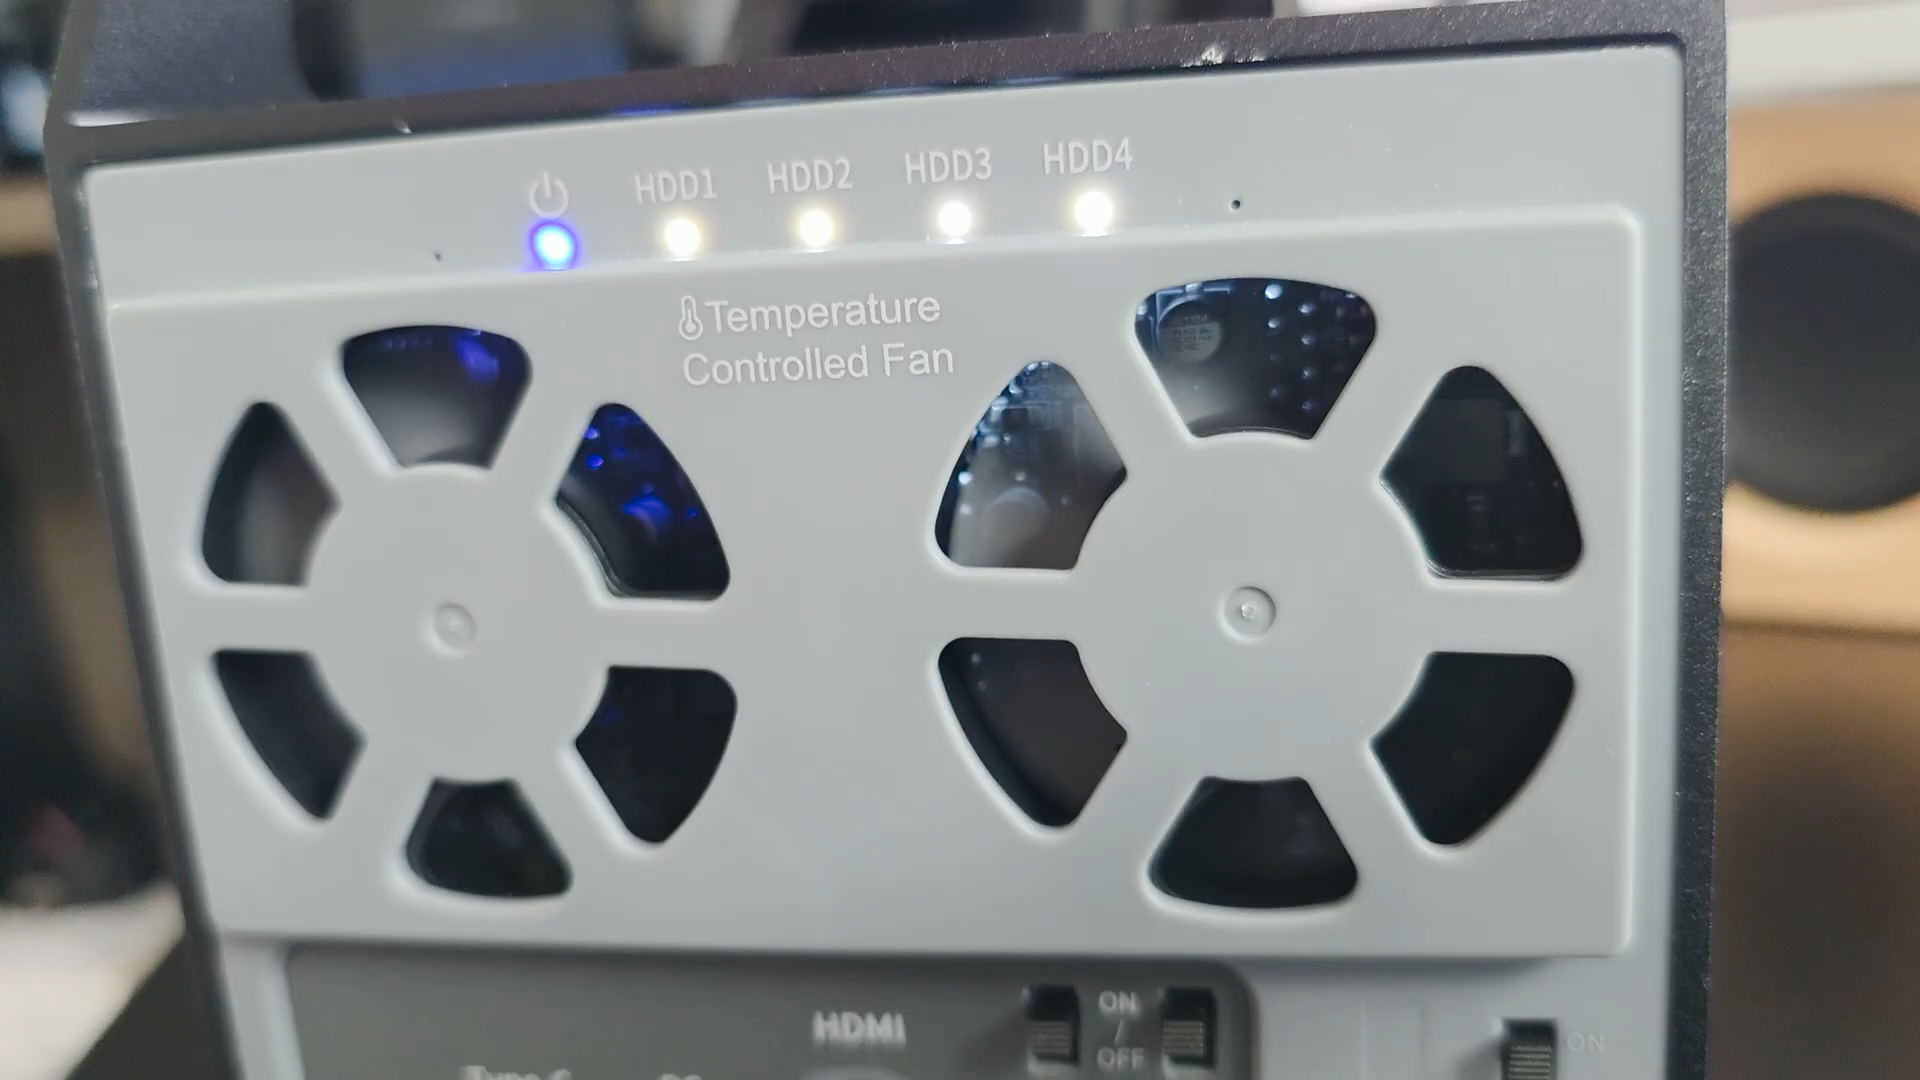 HDD1 HDD2 HDD3 HDD4
Temperature
Controlled Fan
ON
/
OFF
HDMI
ON